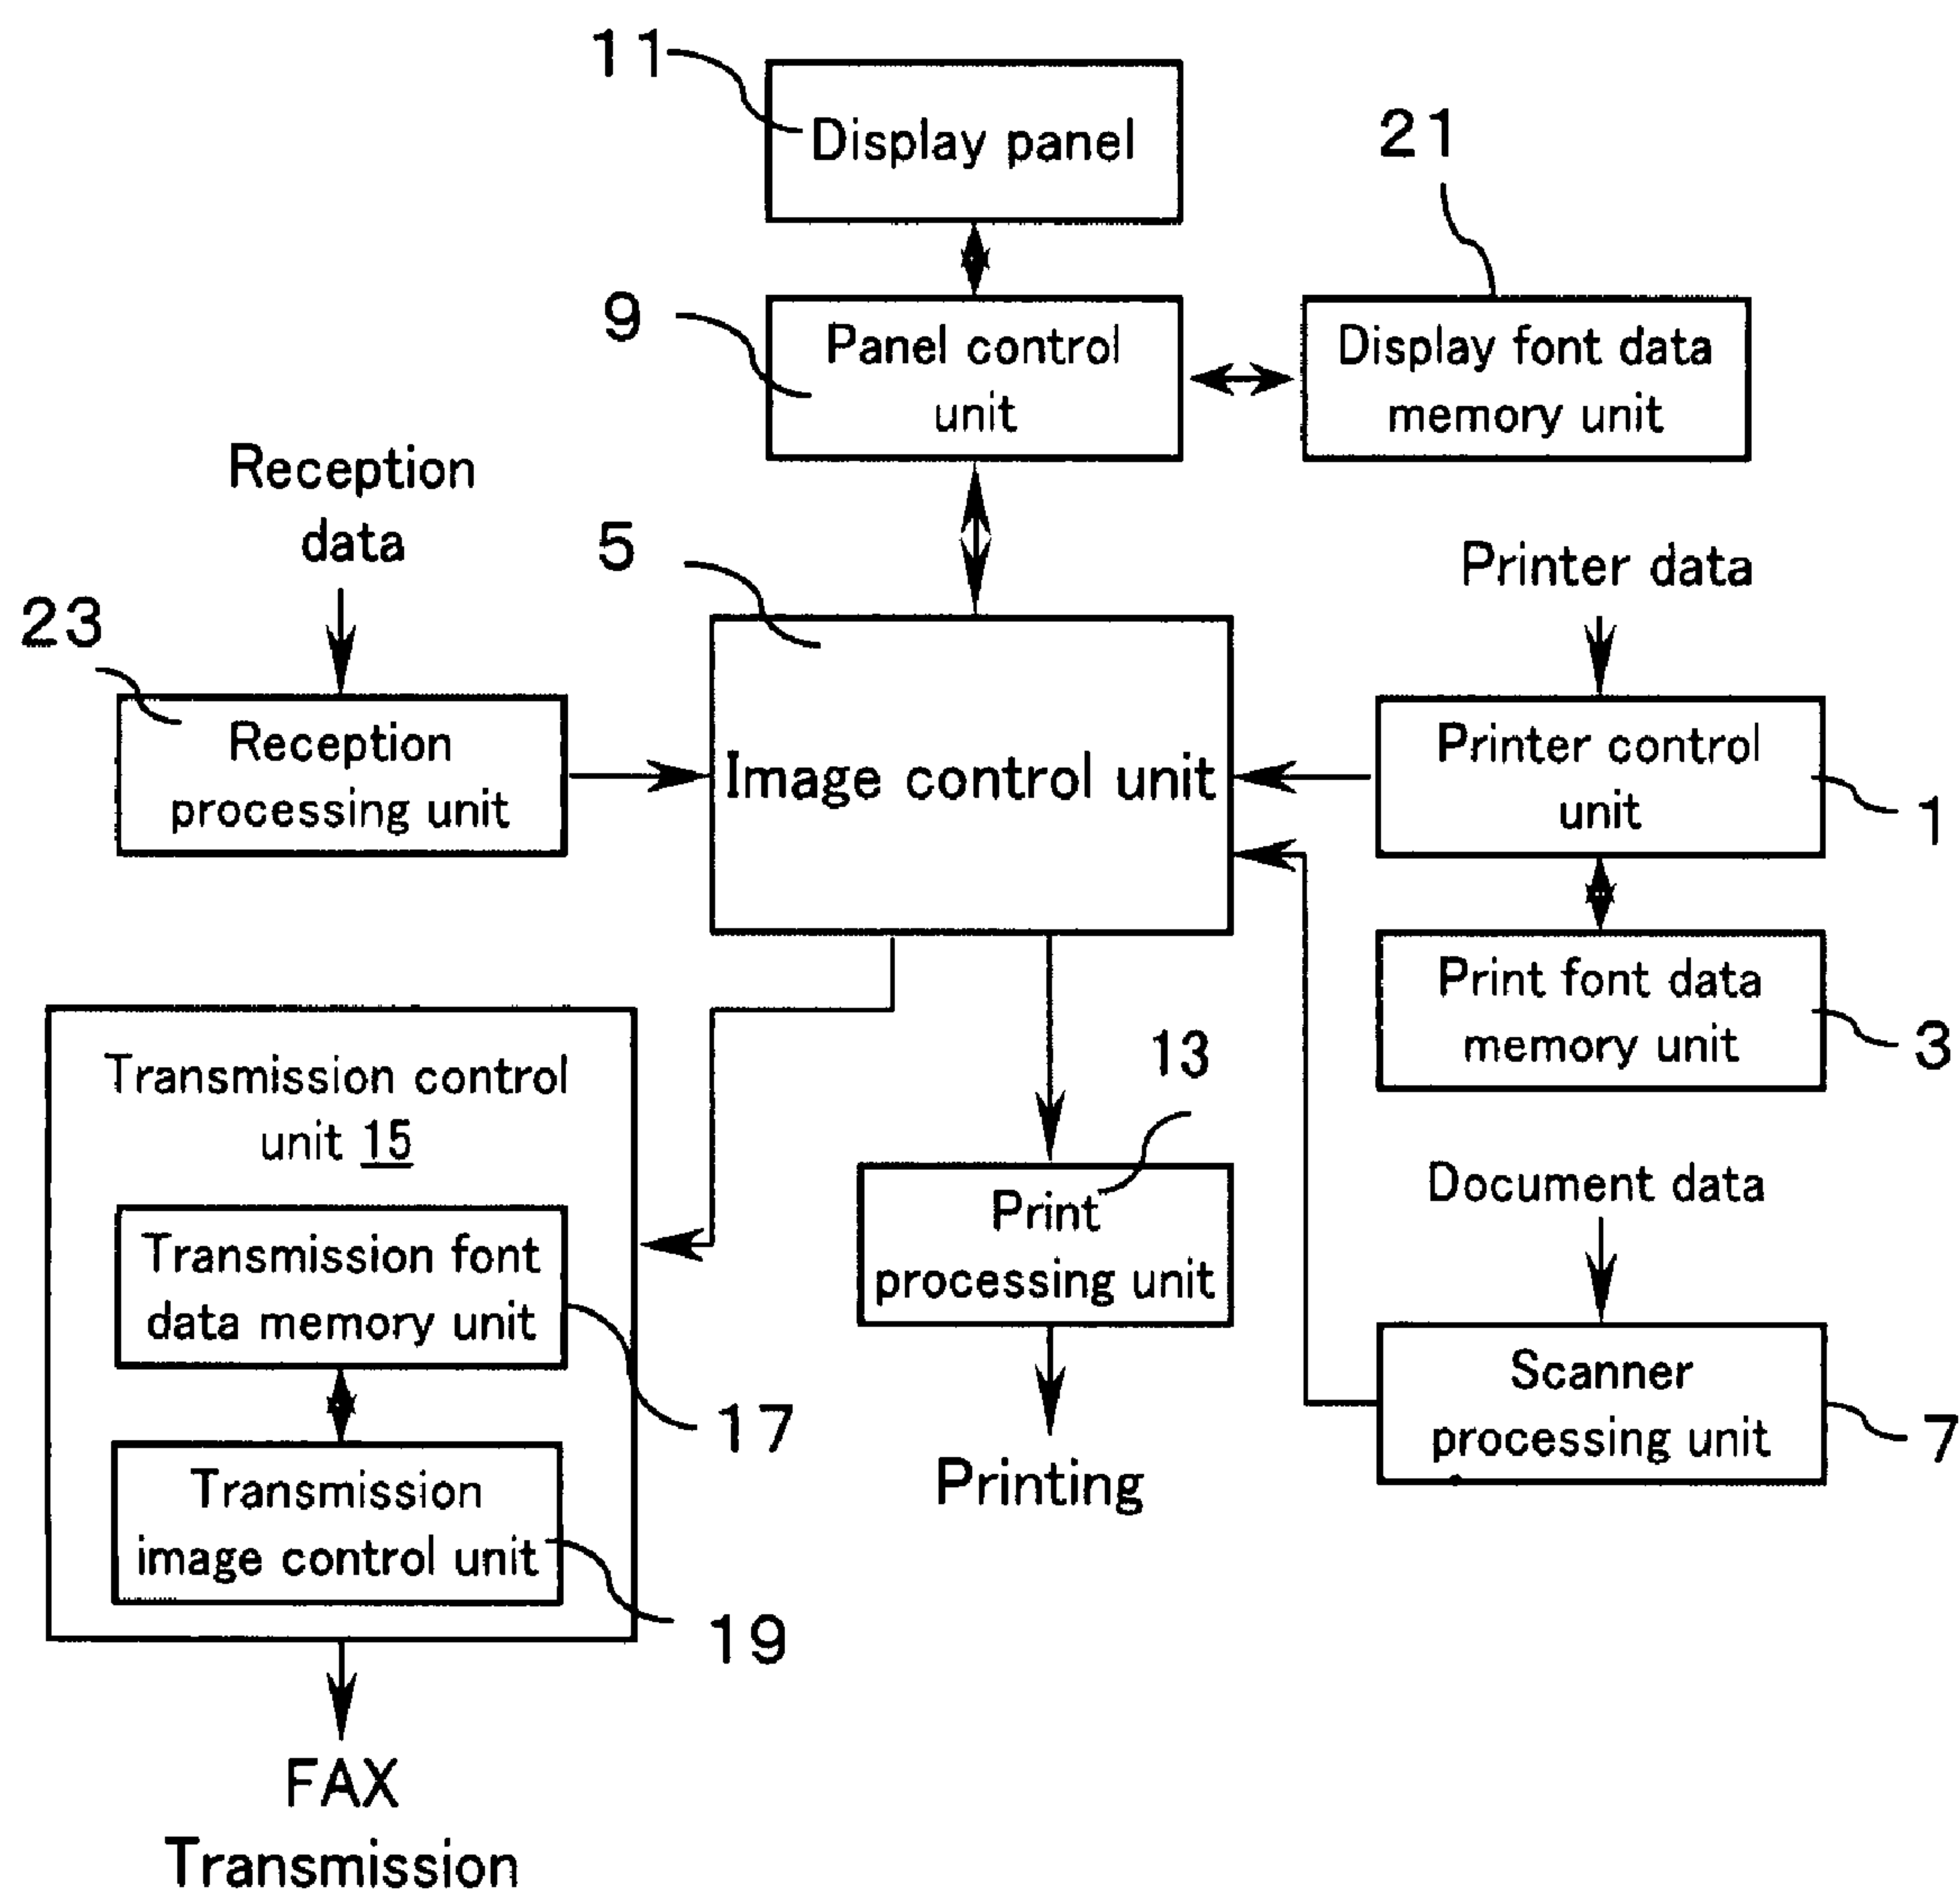 11
Display panel
21
9
Panel control
unit
Display font data
memory unit
Reception
data
5
Printer data
23
Reception
processing unit
Image control unit
Printer control
unit
1
Print font data
memory unit
3
Transmission control
unit 15
13
Document data
Print
processing unit
Transmission font
data memory unit
17
Scanner
processing unit
7
Printing
Transmission
image control unit
19
FAX
Transmission